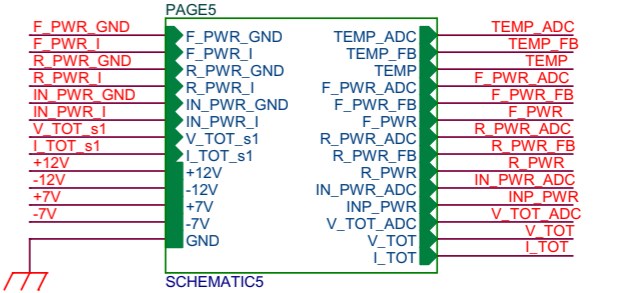 PAGE5
F_PWR_GND
F_PWR_I
R_PWR_GND
R_PWR_I
IN_PWR_GND
IN_PWR_I
V_TOT_s1
I_TOT_s1
+12V
-12V
+7V
-7V
F_PWR_GND
F_PWR_I
R_PWR_GND
R_PWR_I
IN_PWR_GND
IN_PWR_I
V_TOT_s1
I_TOT_s1
+12V
-12V
+7V
-7V
GND
TEMP_ADC
TEMP_FB
TEMP
F_PWR_ADC
F_PWR_FB
F_PWR
R_PWR_ADC
R_PWR_FB
R_PWR
IN_PWR_ADC
INP_PWR
V_TOT_ADC
V_TOT
I_TOT
TEMP_ADC
TEMP_FB
TEMP
F_PWR_ADC
F_PWR_FB
F_PWR
R_PWR_ADC
R_PWR_FB
R_PWR
IN_PWR_ADC
INP_PWR
V_TOT_ADC
V_TOT
I_TOT
SCHEMATIC5